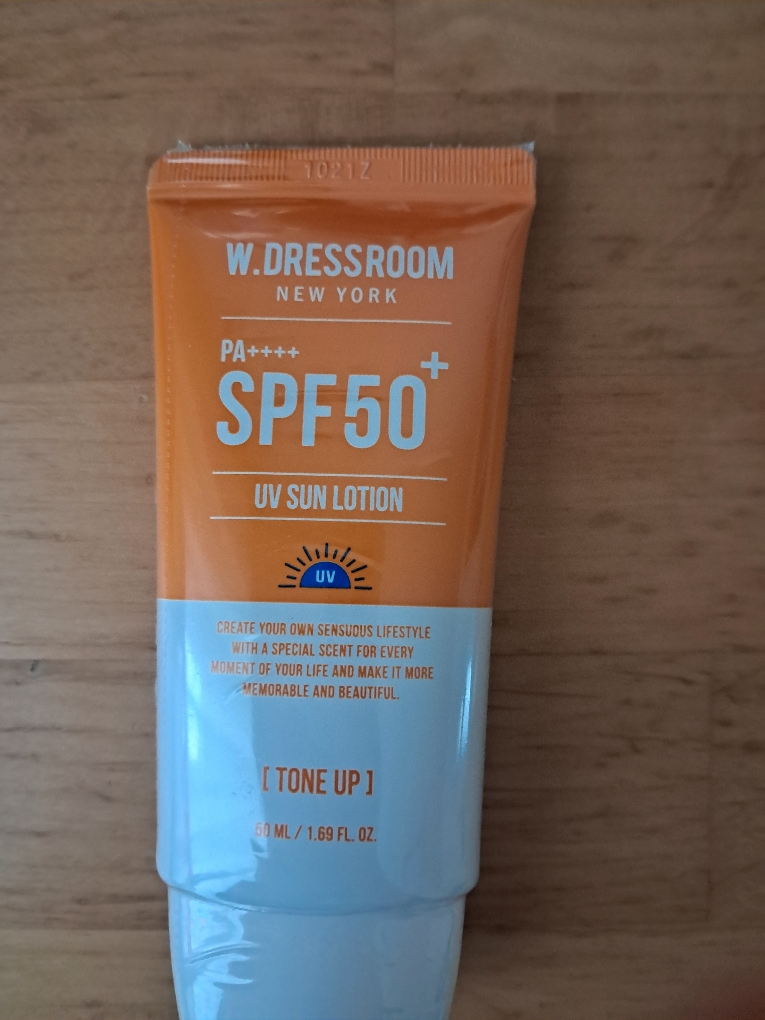 1021Z
W.DRESSROOM
NEW YORK
PA++++
SPF50+
UV SUN LOTION
UV
CREATE YOUR OWN SENSUOUS LIFESTYLE
WITH A SPECIAL SCENT FOR EVERY
MOMENT OF YOUR LIFE AND MAKE IT MORE
MEMORABLE AND BEAUTIFUL.
[ TONE UP ]
50 ML / 1.69 FL. OZ.